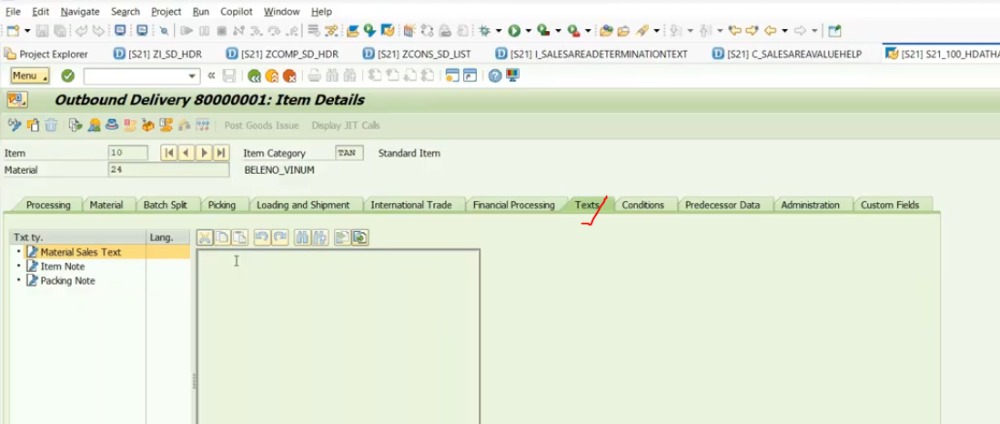 File Edit Navigate Search Project Run Copilot Window Help
Project Explorer [S21] ZI_SD_HDR [S21] ZCOMP_SD_HDR [S21] ZCONS_SD_LIST [S21] I_SALESAREADETERMINATIONTEXT [S21] C_SALESAREAVALUEHELP [S21] S21_100_HDATHA
Menu
Outbound Delivery 80000001: Item Details
Post Goods Issue Display JIT Calls
Item 10 Item Category TAN Standard Item
Material 24 BELENO_VINUM
Processing Material Batch Split Picking Loading and Shipment International Trade Financial Processing Texts Conditions Predecessor Data Administration Custom Fields
Txt ty. Lang.
Material Sales Text
Item Note
Packing Note